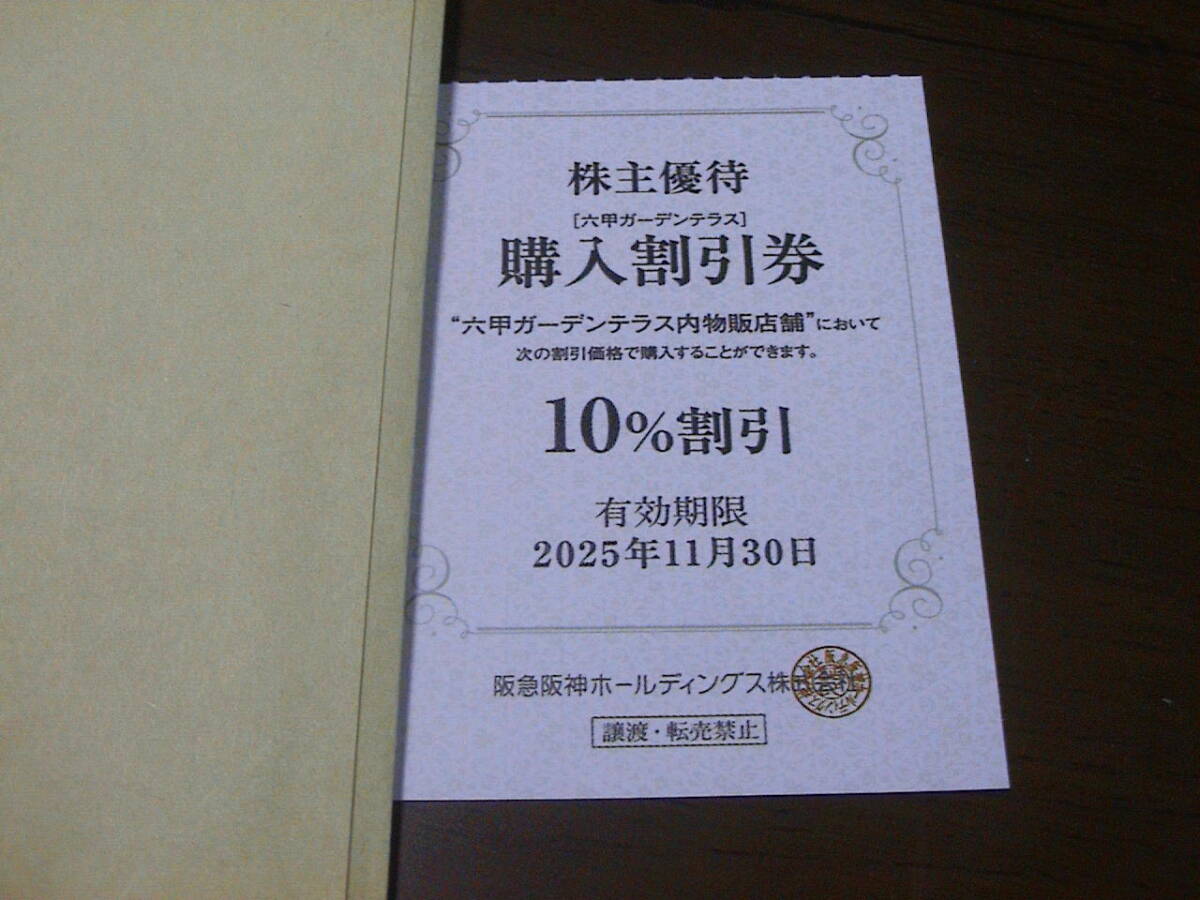 株主優待
[六甲ガーデンテラス]
購入割引券
“六甲ガーデンテラス内物販店舗”において
次の割引価格で購入することができます。
10%割引
有効期限
2025年11月30日
阪急阪神ホールディングス株式会社
譲渡・転売禁止